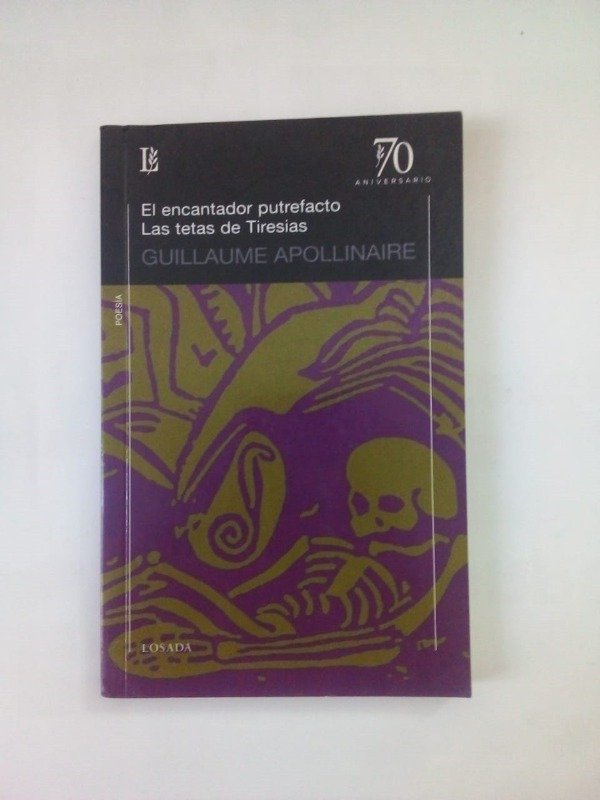 L
70
ANIVERSARIO
El encantador putrefacto
Las tetas de Tiresias
GUILLAUME APOLLINAIRE
POESÍA
LOSADA